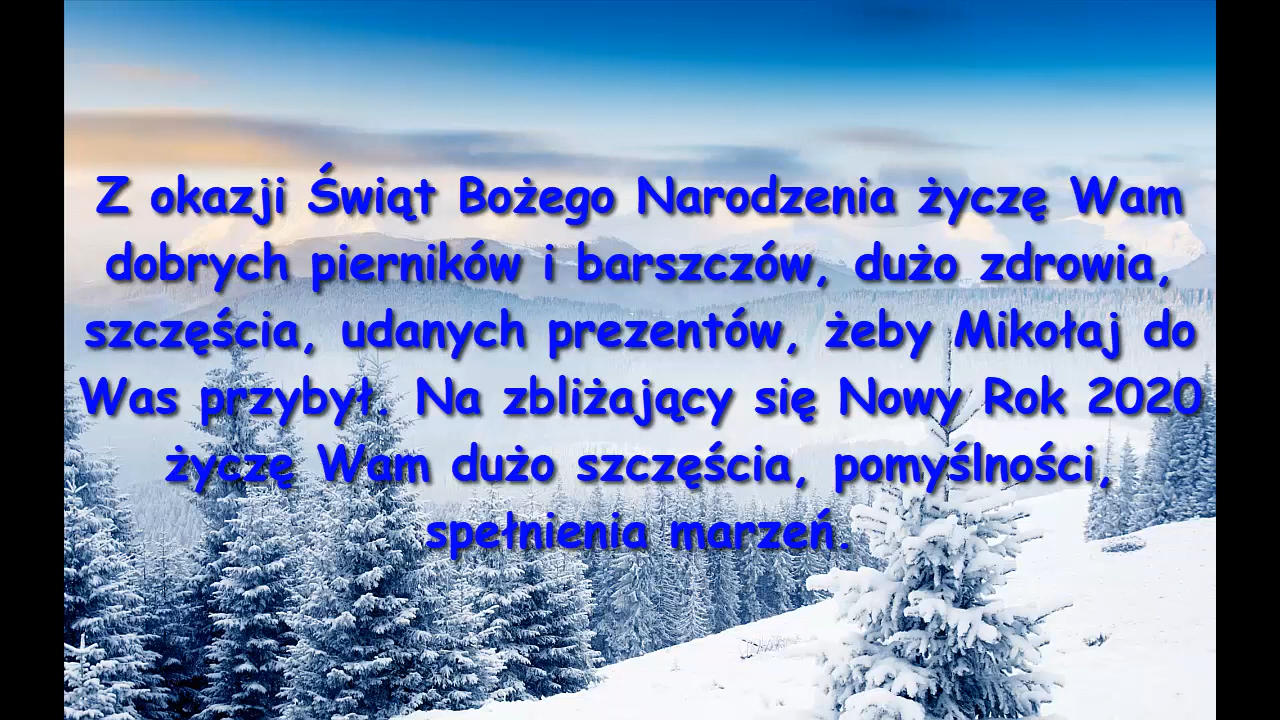 Z okazji Świąt Bożego Narodzenia życzę Wam
dobrych pierników i barszczów, dużo zdrowia,
szczęścia, udanych prezentów, żeby Mikołaj do
Was przybył. Na zbliżający się Nowy Rok 2020
życzę Wam dużo szczęścia, pomyślności,
spełnienia marzeń.